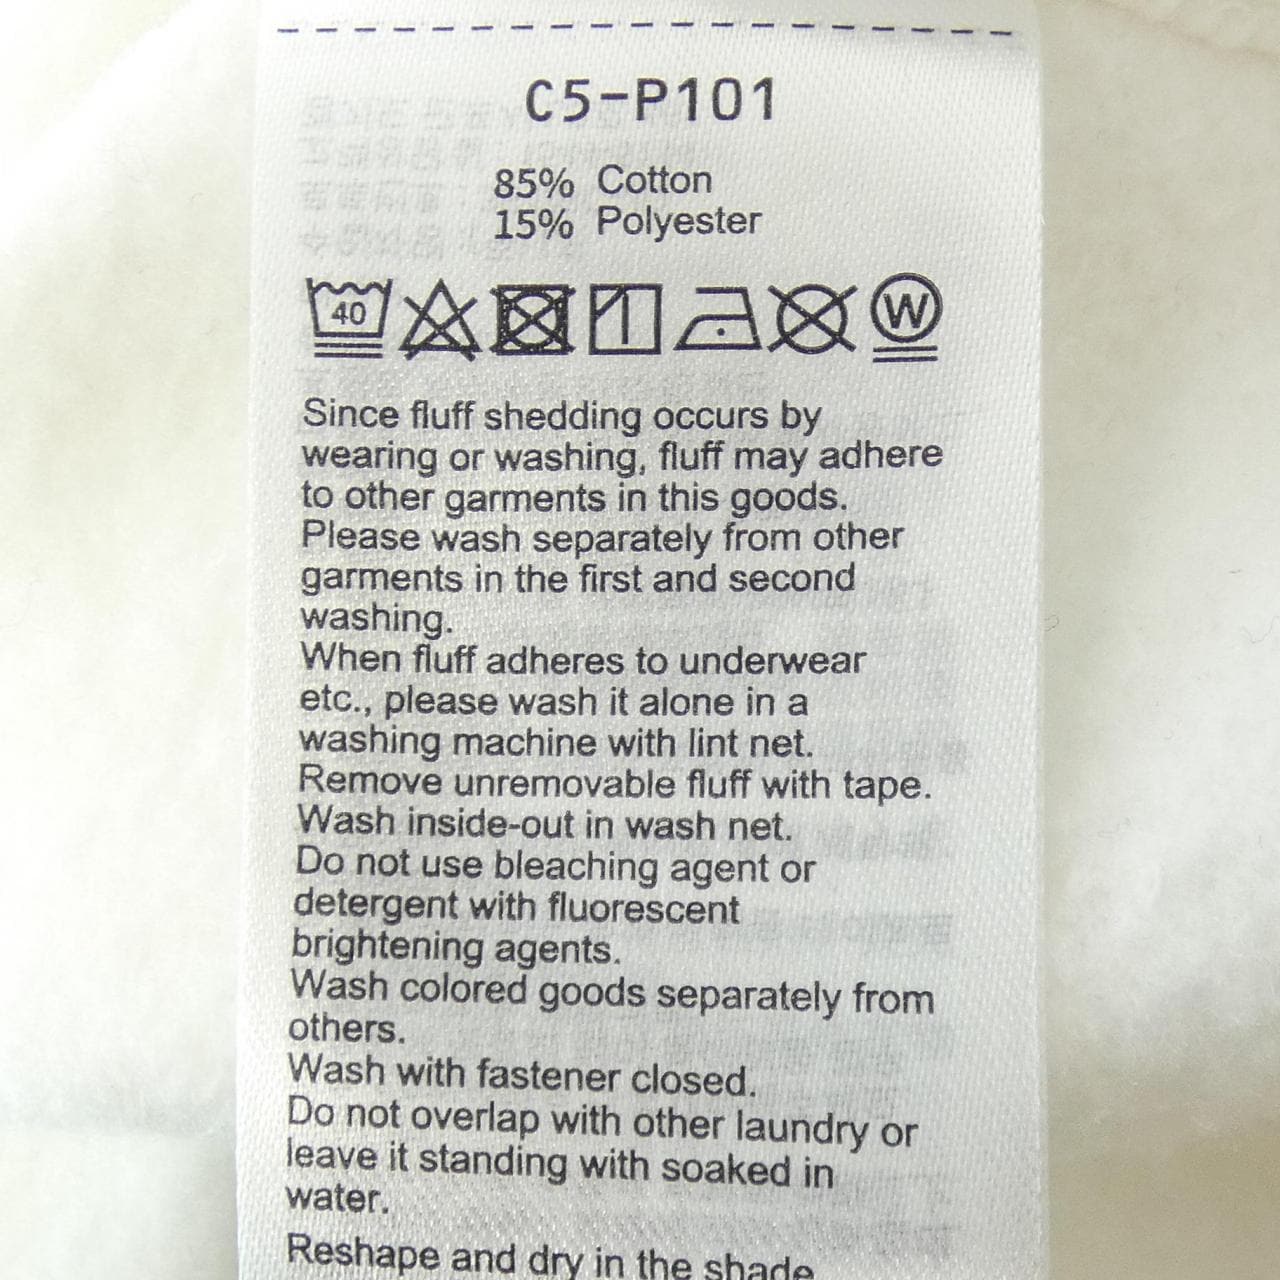 C5-P101
85% Cotton
15% Polyester
40 W
Since fluff shedding occurs by
wearing or washing, fluff may adhere
to other garments in this goods.
Please wash separately from other
garments in the first and second
washing.
When fluff adheres to underwear
etc., please wash it alone in a
washing machine with lint net.
Remove unremovable fluff with tape.
Wash inside-out in wash net.
Do not use bleaching agent or
detergent with fluorescent
brightening agents.
Wash colored goods separately from
others.
Wash with fastener closed.
Do not overlap with other laundry or
leave it standing with soaked in
water.
Reshape and dry in the shade